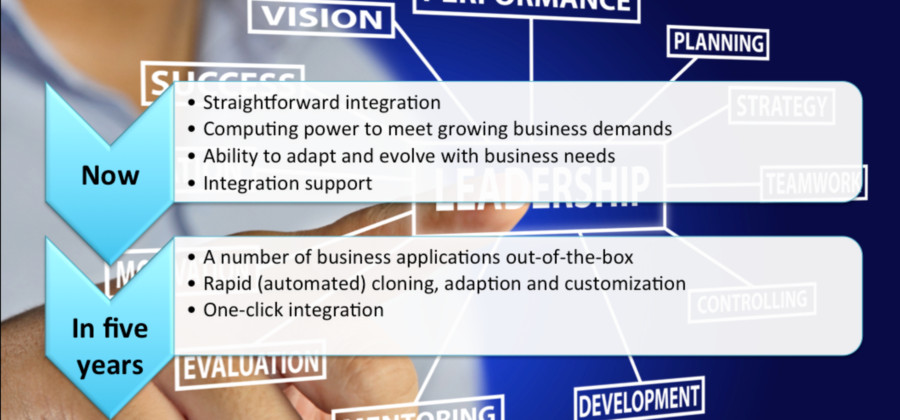 VISION
PERFORMANCE
PLANNING
SUCCESS
STRATEGY
Now
• Straightforward integration
• Computing power to meet growing business demands
• Ability to adapt and evolve with business needs
• Integration support
LEADERSHIP
TEAMWORK
In five
years
• A number of business applications out-of-the-box
• Rapid (automated) cloning, adaption and customization
• One-click integration
CONTROLLING
EVALUATION
MENTORING
DEVELOPMENT